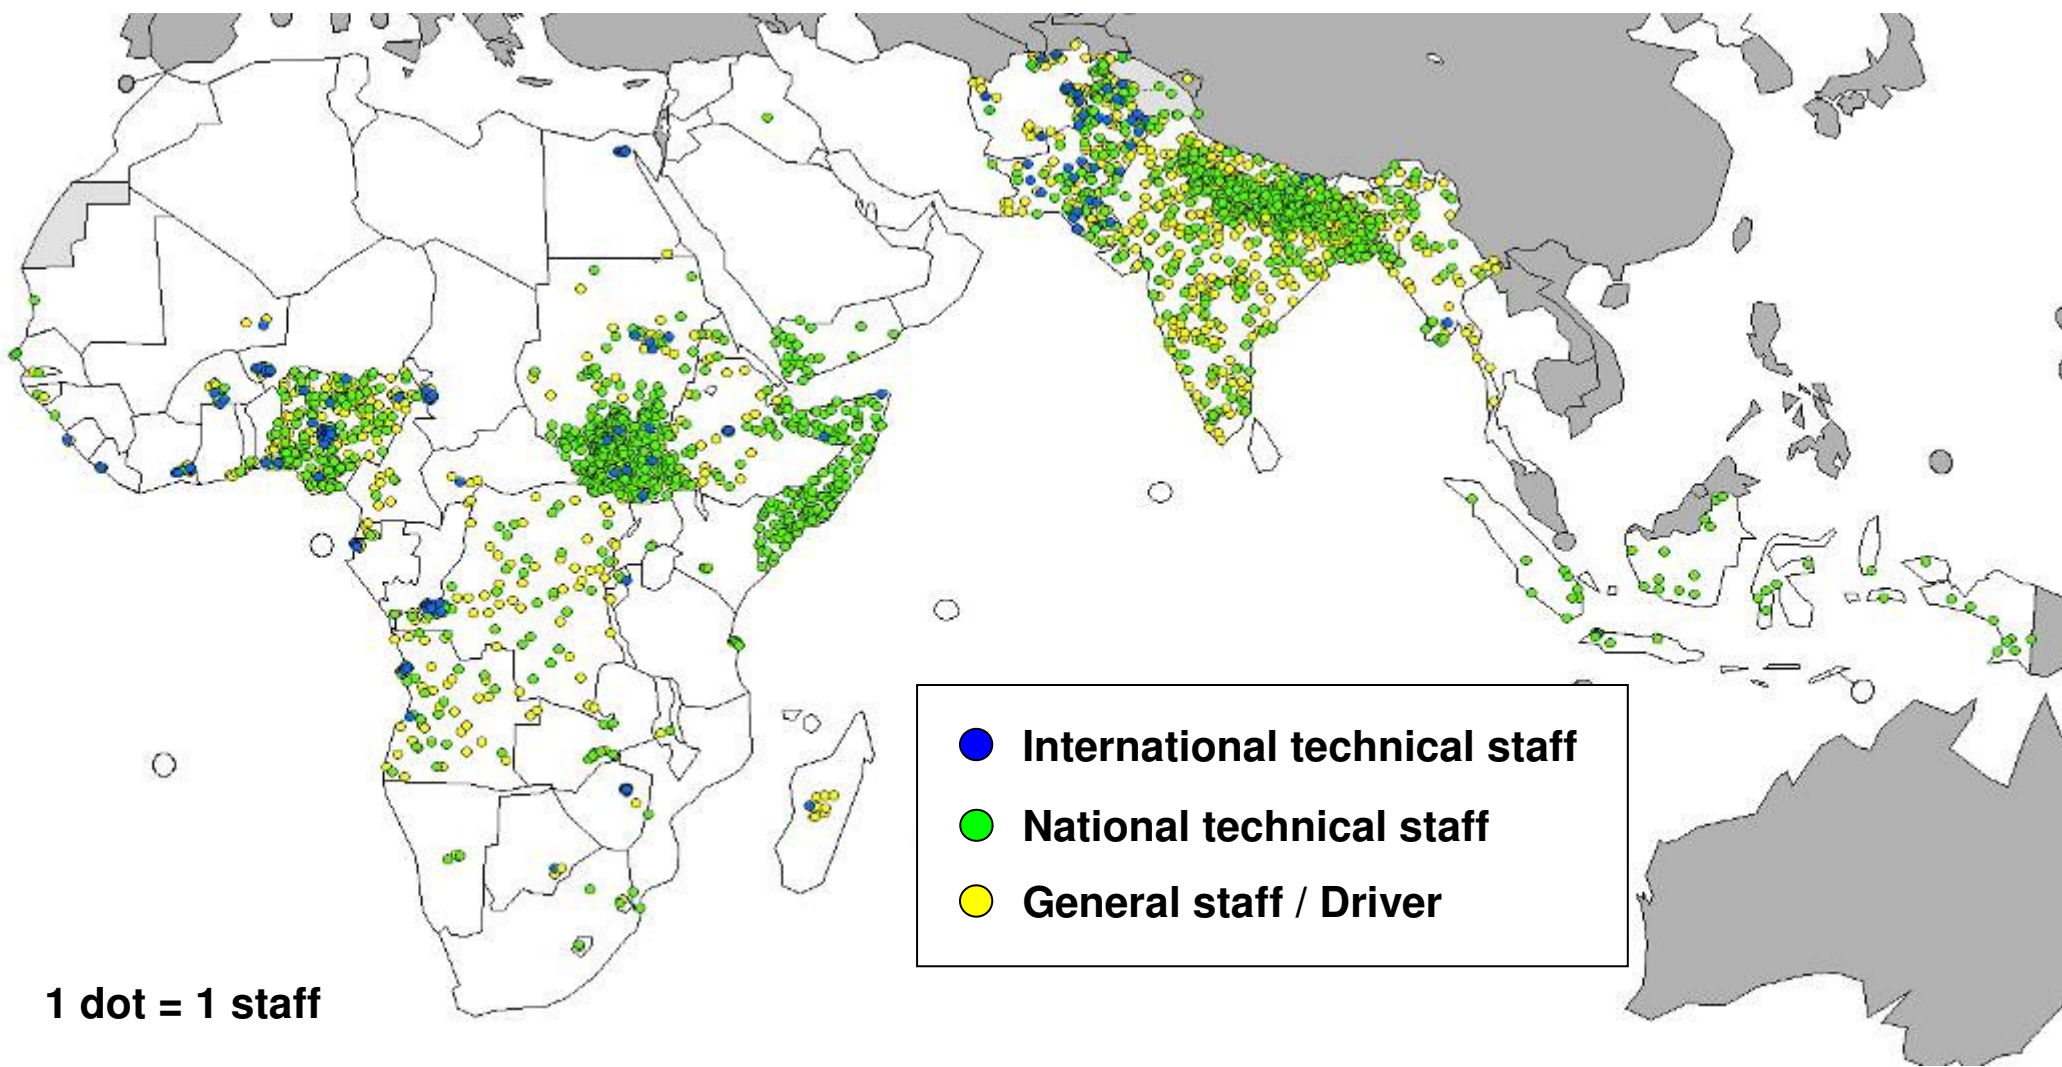 International technical staff
National technical staff
General staff / Driver
1 dot = 1 staff